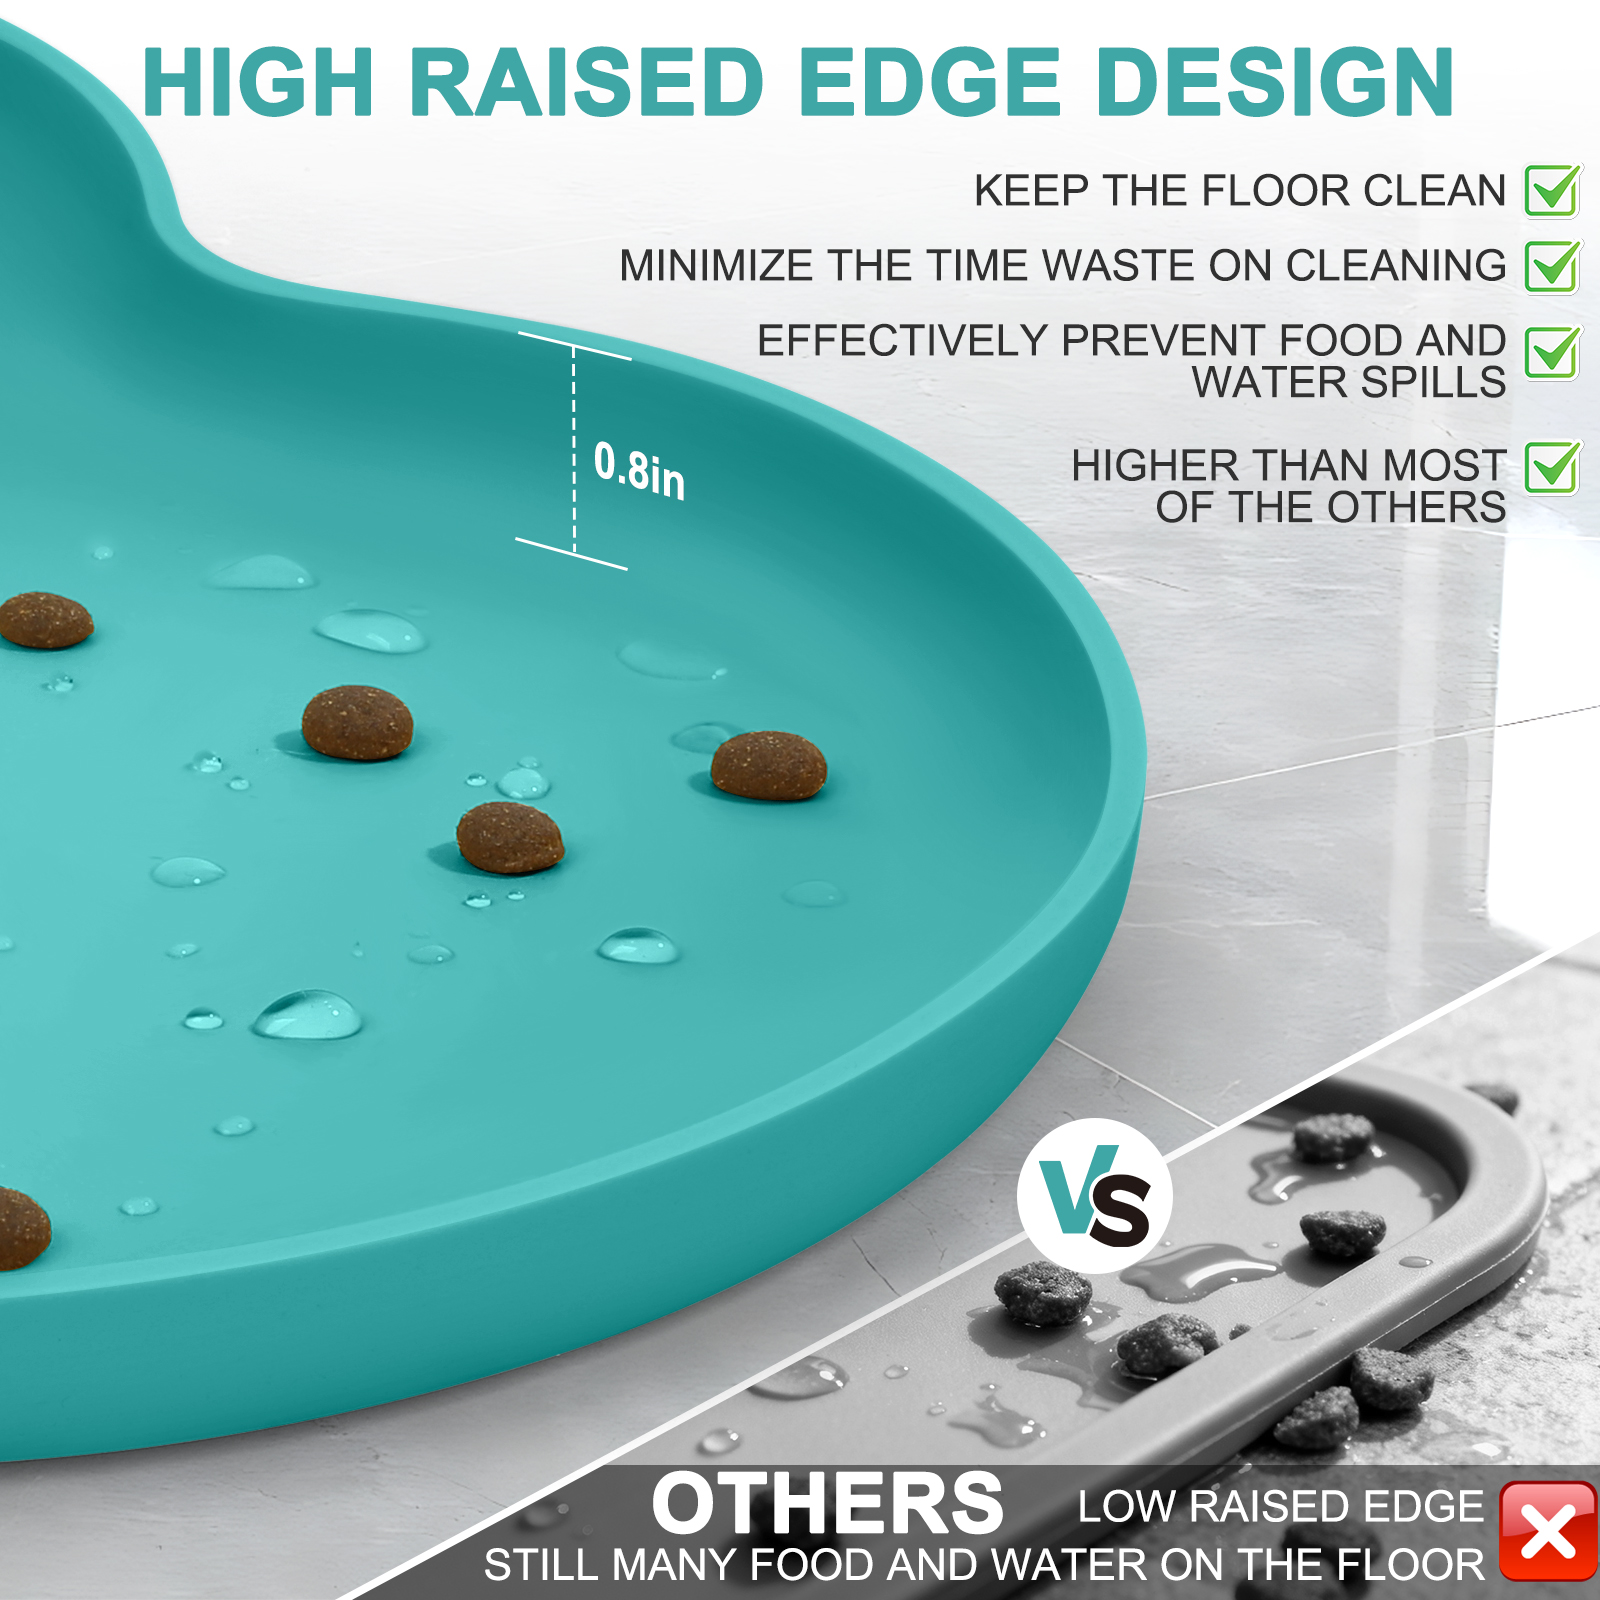 HIGH RAISED EDGE DESIGN
KEEP THE FLOOR CLEAN
MINIMIZE THE TIME WASTE ON CLEANING
EFFECTIVELY PREVENT FOOD AND
WATER SPILLS
HIGHER THAN MOST
OF THE OTHERS
0.8in
VS
OTHERS
LOW RAISED EDGE
STILL MANY FOOD AND WATER ON THE FLOOR